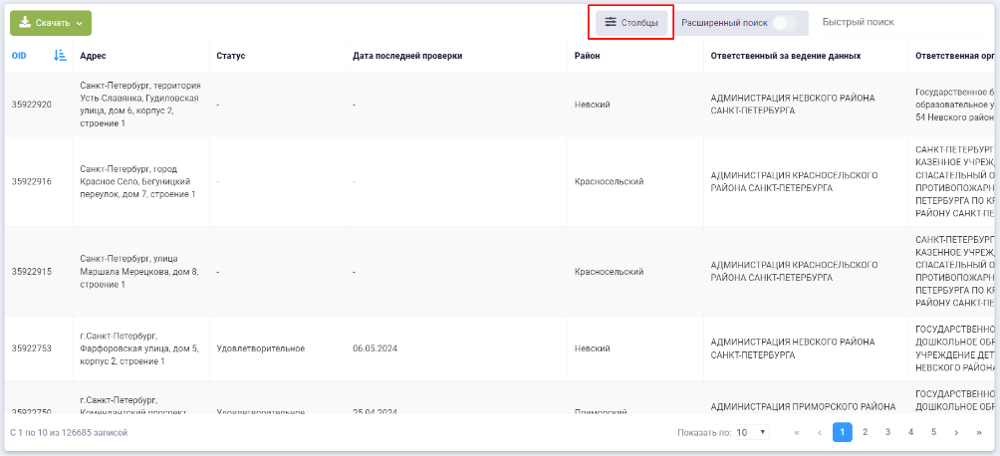 Скачать
Столбцы
Расширенный поиск
Быстрый поиск
OID
Адрес
Статус
Дата последней проверки
Район
Ответственный за ведение данных
Ответственная орг
35922920
Санкт-Петербург, территория
Усть-Славянка, Гудиловская
улица, дом 6, корпус 2,
строение 1
-
-
Невский
АДМИНИСТРАЦИЯ НЕВСКОГО РАЙОНА
САНКТ-ПЕТЕРБУРГА
Государственное б
образовательное у
54 Невского район
35922916
Санкт-Петербург, город
Красное Село, Бегуницкий
переулок, дом 7, строение 1
-
-
Красносельский
АДМИНИСТРАЦИЯ КРАСНОСЕЛЬСКОГО
РАЙОНА САНКТ-ПЕТЕРБУРГА
САНКТ-ПЕТЕРБУРГ
КАЗЕННОЕ УЧРЕЖ
СПАСАТЕЛЬНЫЙ О
ПРОТИВОПОЖАРН
ПЕТЕРБУРГА ПО КР
РАЙОНУ САНКТ-ПЕ
35922915
Санкт-Петербург, улица
Маршала Мерецкова, дом 8,
строение 1
-
-
Красносельский
АДМИНИСТРАЦИЯ КРАСНОСЕЛЬСКОГО
РАЙОНА САНКТ-ПЕТЕРБУРГА
САНКТ-ПЕТЕРБУРГ
КАЗЕННОЕ УЧРЕЖ
СПАСАТЕЛЬНЫЙ О
ПРОТИВОПОЖАРН
ПЕТЕРБУРГА ПО КР
РАЙОНУ САНКТ-ПЕ
35922753
г.Санкт-Петербург,
Фарфоровская улица, дом 5,
корпус 2, строение 1
Удовлетворительное
06.05.2024
Невский
АДМИНИСТРАЦИЯ НЕВСКОГО РАЙОНА
САНКТ-ПЕТЕРБУРГА
ГОСУДАРСТВЕННО
ДОШКОЛЬНОЕ ОБР
УЧРЕЖДЕНИЕ ДЕТ
НЕВСКОГО РАЙОНА
35922750
г.Санкт-Петербург,
Комендантский проспект
Удовлетворительное
25.04.2024
Приморский
АДМИНИСТРАЦИЯ ПРИМОРСКОГО РАЙОНА
ГОСУДАРСТВЕННО
ДОШКОЛЬНОЕ ОБР
С 1 по 10 из 126685 записей
Показать по: 10
« ‹ 1 2 3 4 5 › »